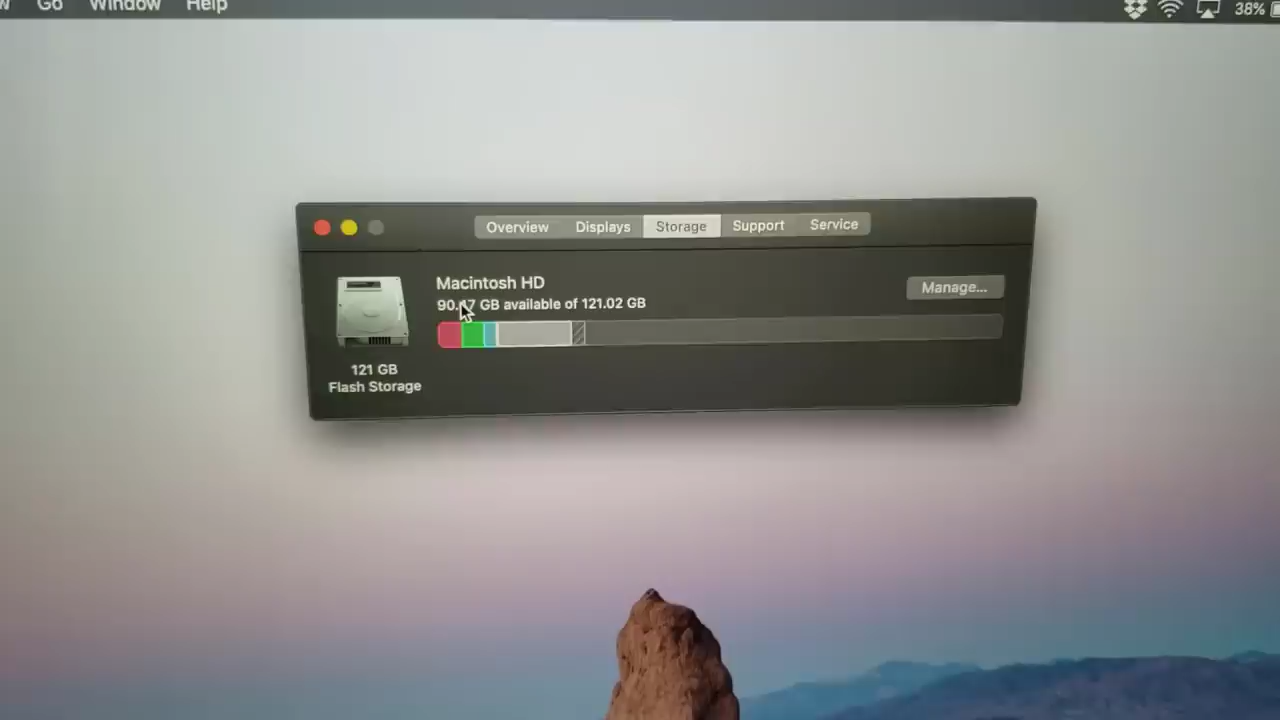 Go Window Help 38%
Overview Displays Storage Support Service
Macintosh HD
Manage...
GB available of 121.02 GB
121 GB
Flash Storage